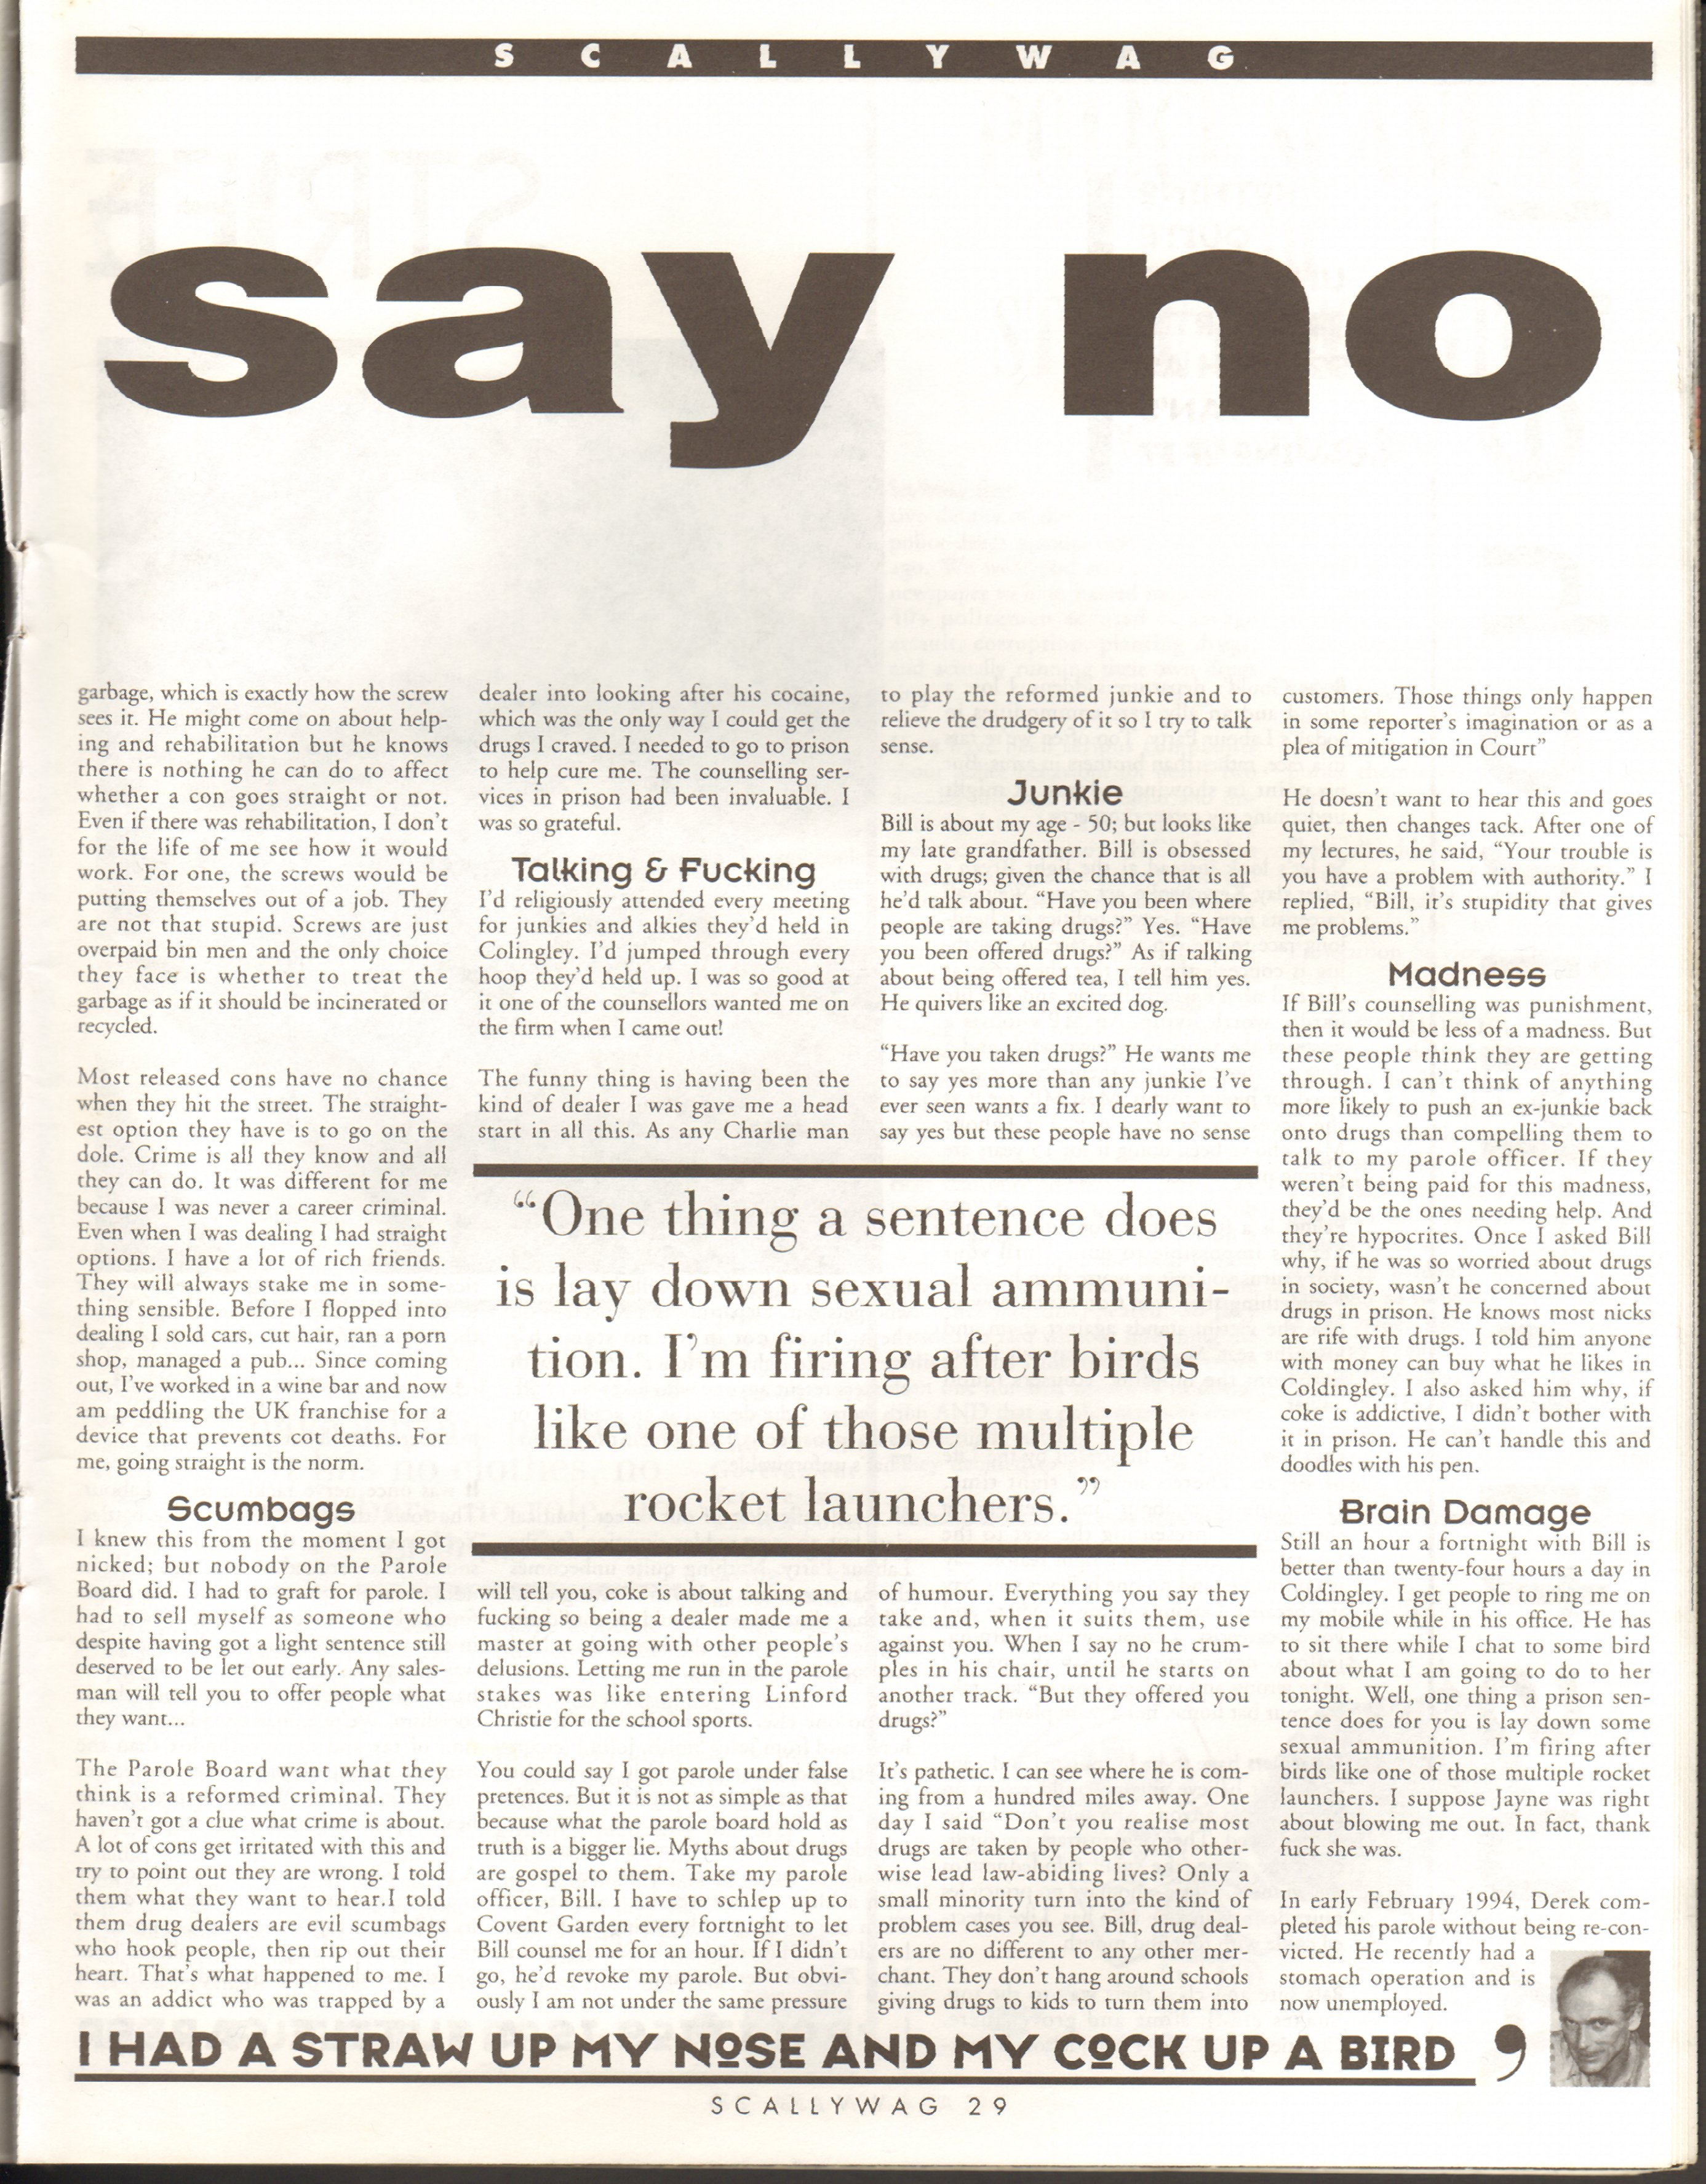 SCALLYWAG
say no
garbage, which is exactly how the screw
sees it. He might come on about help-
ing and rehabilitation but he knows
there is nothing he can do to affect
whether a con goes straight or not.
Even if there was rehabilitation, I don't
for the life of me see how it would
work. For one, the screws would be
putting themselves out of a job. They
are not that stupid. Screws are just
overpaid bin men and the only choice
they face is whether to treat the
garbage as if it should be incinerated or
recycled.
Most released cons have no chance
when they hit the street. The straight-
est option they have is to go on the
dole. Crime is all they know and all
they can do. It was different for me
because I was never a career criminal.
Even when I was dealing I had straight
options. I have a lot of rich friends.
They will always stake me in some-
thing sensible. Before I flopped into
dealing I sold cars, cut hair, ran a porn
shop, managed a pub... Since coming
out, I've worked in a wine bar and now
am peddling the UK franchise for a
device that prevents cot deaths. For
me, going straight is the norm.
Scumbags
I knew this from the moment I got
nicked; but nobody on the Parole
Board did. I had to graft for parole. I
had to sell myself as someone who
despite having got a light sentence still
deserved to be let out early. Any sales-
man will tell you to offer people what
they want...
The Parole Board want what they
think is a reformed criminal. They
haven't got a clue what crime is about.
A lot of cons get irritated with this and
try to point out they are wrong. I told
them what they want to hear.I told
them drug dealers are evil scumbags
who hook people, then rip out their
heart. That's what happened to me. I
was an addict who was trapped by a
dealer into looking after his cocaine,
which was the only way I could get the
drugs I craved. I needed to go to prison
to help cure me. The counselling ser-
vices in prison had been invaluable. I
was so grateful.
Talking & Fucking
I'd religiously attended every meeting
for junkies and alkies they'd held in
Colingley. I'd jumped through every
hoop they'd held up. I was so good at
it one of the counsellors wanted me on
the firm when I came out!
The funny thing is having been the
kind of dealer I was gave me a head
start in all this. As any Charlie man
"One thing a sentence does
is lay down sexual ammuni-
tion. I'm firing after birds
like one of those multiple
rocket launchers."
will tell you, coke is about talking and
fucking so being a dealer made me a
master at going with other people's
delusions. Letting me run in the parole
stakes was like entering Linford
Christie for the school sports.
You could say I got parole under false
pretences. But it is not as simple as that
because what the parole board hold as
truth is a bigger lie. Myths about drugs
are gospel to them. Take my parole
officer, Bill. I have to schlep up to
Covent Garden every fortnight to let
Bill counsel me for an hour. If I didn't
go, he'd revoke my parole. But obvi-
ously I am not under the same pressure
to play the reformed junkie and to
relieve the drudgery of it so I try to talk
sense.
Junkie
Bill is about my age - 50; but looks like
my late grandfather. Bill is obsessed
with drugs; given the chance that is all
he'd talk about. "Have you been where
people are taking drugs?" Yes. "Have
you been offered drugs?" As if talking
about being offered tea, I tell him yes.
He quivers like an excited dog.
"Have you taken drugs?" He wants me
to say yes more than any junkie I've
ever seen wants a fix. I dearly want to
say yes but these people have no sense
of humour. Everything you say they
take and, when it suits them, use
against you. When I say no he crum-
ples in his chair, until he starts on
another track. "But they offered you
drugs?"
It's pathetic. I can see where he is com-
ing from a hundred miles away. One
day I said "Don't you realise most
drugs are taken by people who other-
wise lead law-abiding lives? Only a
small minority turn into the kind of
problem cases you see. Bill, drug deal-
ers are no different to any other mer-
chant. They don't hang around schools
giving drugs to kids to turn them into
customers. Those things only happen
in some reporter's imagination or as a
plea of mitigation in Court"
He doesn't want to hear this and goes
quiet, then changes tack. After one of
my lectures, he said, "Your trouble is
you have a problem with authority." I
replied, "Bill, it's stupidity that gives
me problems."
Madness
If Bill's counselling was punishment,
then it would be less of a madness. But
these people think they are getting
through. I can't think of anything
more likely to push an ex-junkie back
onto drugs than compelling them to
talk to my parole officer. If they
weren't being paid for this madness,
they'd be the ones needing help. And
they're hypocrites. Once I asked Bill
why, if he was so worried about drugs
in society, wasn't he concerned about
drugs in prison. He knows most nicks
are rife with drugs. I told him anyone
with money can buy what he likes in
Coldingley. I also asked him why, if
coke is addictive, I didn't bother with
it in prison. He can't handle this and
doodles with his pen.
Brain Damage
Still an hour a fortnight with Bill is
better than twenty-four hours a day in
Coldingley. I get people to ring me on
my mobile while in his office. He has
to sit there while I chat to some bird
about what I am going to do to her
tonight. Well, one thing a prison sen-
tence does for you is lay down some
sexual ammunition. I'm firing after
birds like one of those multiple rocket
launchers. I suppose Jayne was right
about blowing me out. In fact, thank
fuck she was.
In early February 1994, Derek com-
pleted his parole without being re-con-
victed. He recently had a
stomach operation and is
now unemployed.
I HAD A STRAW UP MY NOSE AND MY COCK UP A BIRD ’
SCALLYWAG 29